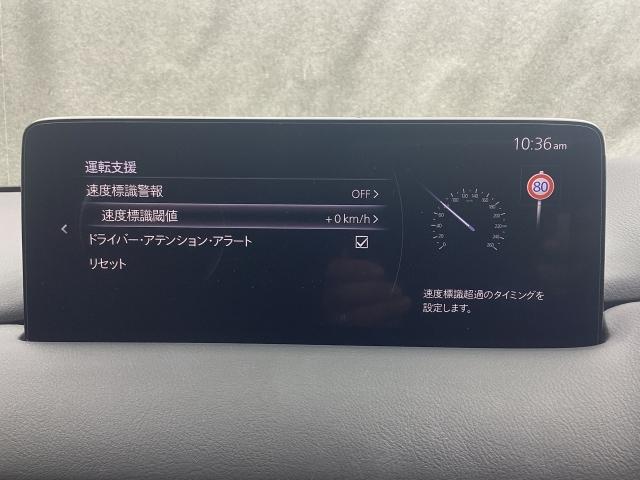 10:36 am
運転支援
速度標識警報 OFF >
速度標識閾値 +0 km/h >
ドライバー・アテンション・アラート
リセット
80
速度標識超過のタイミングを
設定します。